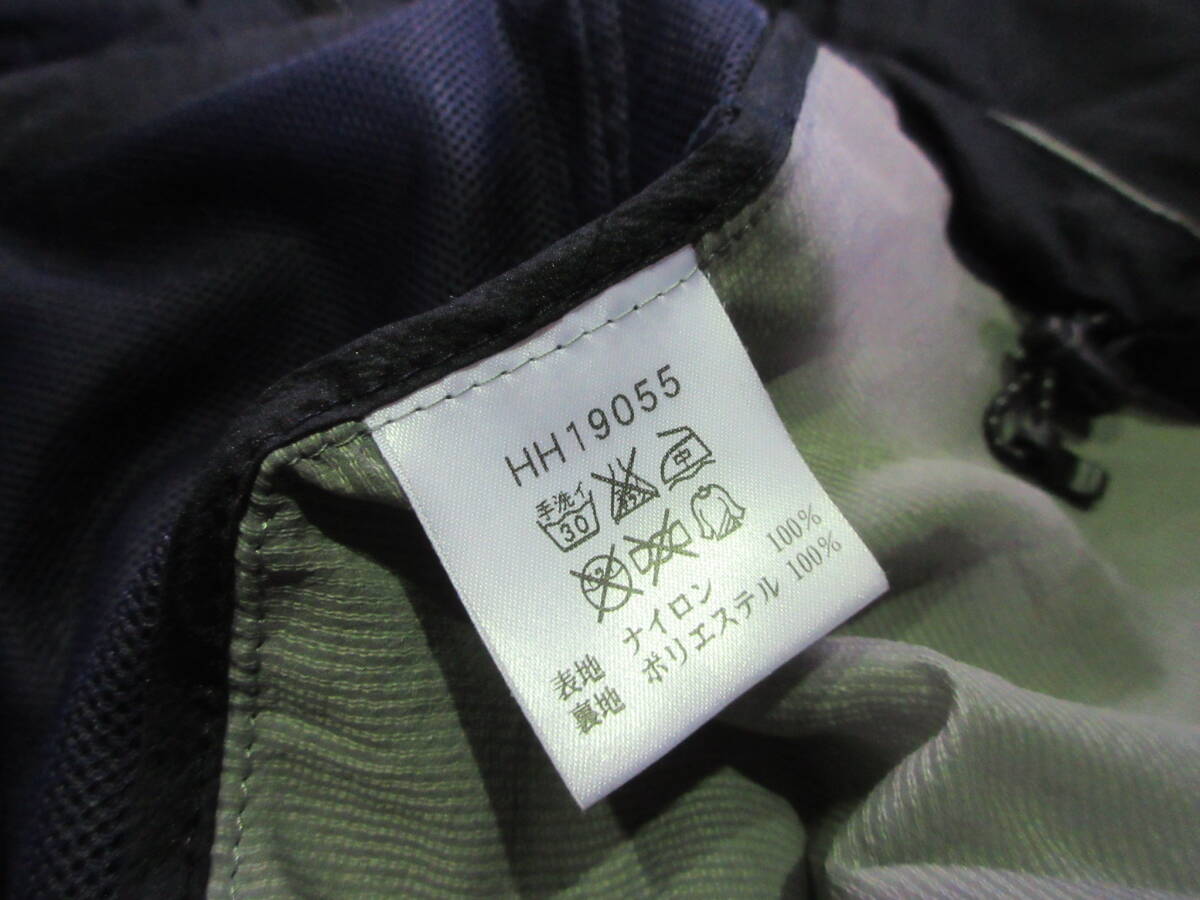 HH19055
手洗イ
30
中
表地 ナイロン 100%
裏地 ポリエステル 100%